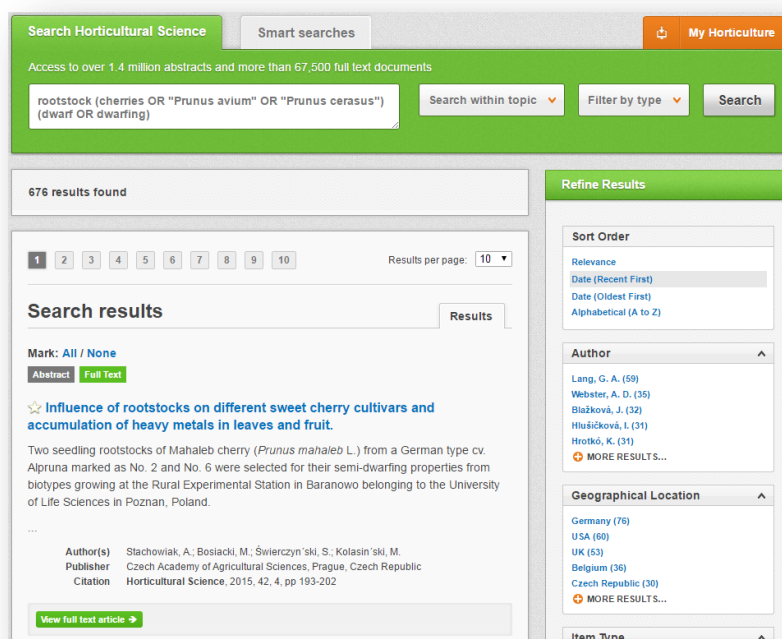 Search Horticultural Science
Smart searches
My Horticulture
Access to over 1.4 million abstracts and more than 67,500 full text documents
rootstock (cherries OR "Prunus avium" OR "Prunus cerasus")
(dwarf OR dwarfing)
Search within topic
Filter by type
Search
676 results found
1 2 3 4 5 6 7 8 9 10
Results per page: 10
Search results
Results
Mark: All / None
Abstract Full Text
Influence of rootstocks on different sweet cherry cultivars and
accumulation of heavy metals in leaves and fruit.
Two seedling rootstocks of Mahaleb cherry (Prunus mahaleb L.) from a German type cv.
Alpruna marked as No. 2 and No. 6 were selected for their semi-dwarfing properties from
biotypes growing at the Rural Experimental Station in Baranowo belonging to the University
of Life Sciences in Poznan, Poland.
...
Author(s) Stachowiak, A.; Bosiacki, M.; Świerczyn´ski, S.; Kolasin´ski, M.
Publisher Czech Academy of Agricultural Sciences, Prague, Czech Republic
Citation Horticultural Science, 2015, 42, 4, pp 193-202
View full text article
Refine Results
Sort Order
Relevance
Date (Recent First)
Date (Oldest First)
Alphabetical (A to Z)
Author
Lang, G. A. (59)
Webster, A. D. (35)
Blažková, J. (32)
Hlušičková, I. (31)
Hrotkó, K. (31)
MORE RESULTS...
Geographical Location
Germany (76)
USA (60)
UK (53)
Belgium (36)
Czech Republic (30)
MORE RESULTS...
Item Type